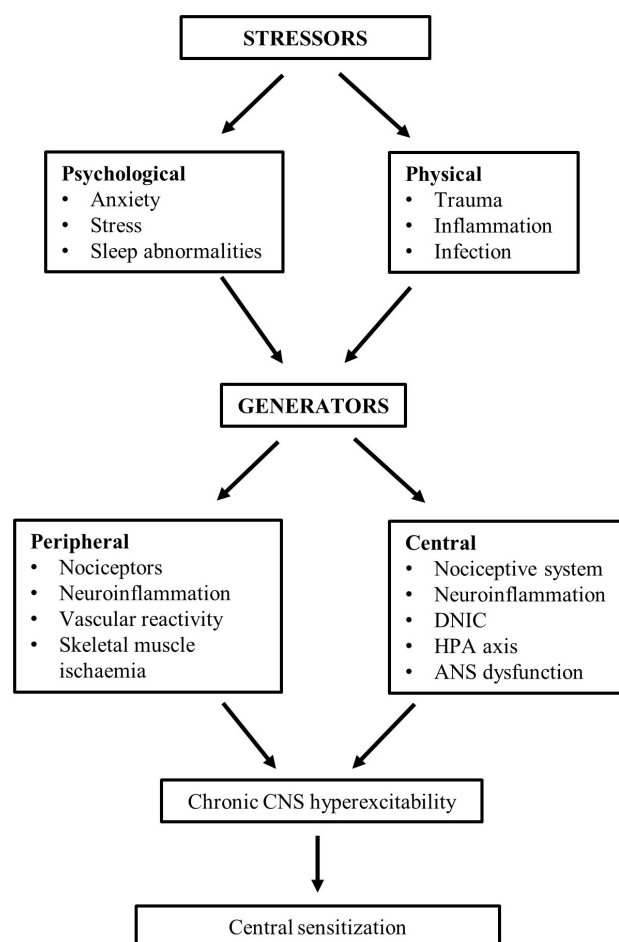 STRESSORS
Psychological
• Anxiety
• Stress
• Sleep abnormalities
Physical
• Trauma
• Inflammation
• Infection
GENERATORS
Peripheral
• Nociceptors
• Neuroinflammation
• Vascular reactivity
• Skeletal muscle
ischaemia
Central
• Nociceptive system
• Neuroinflammation
• DNIC
• HPA axis
• ANS dysfunction
Chronic CNS hyperexcitability
Central sensitization